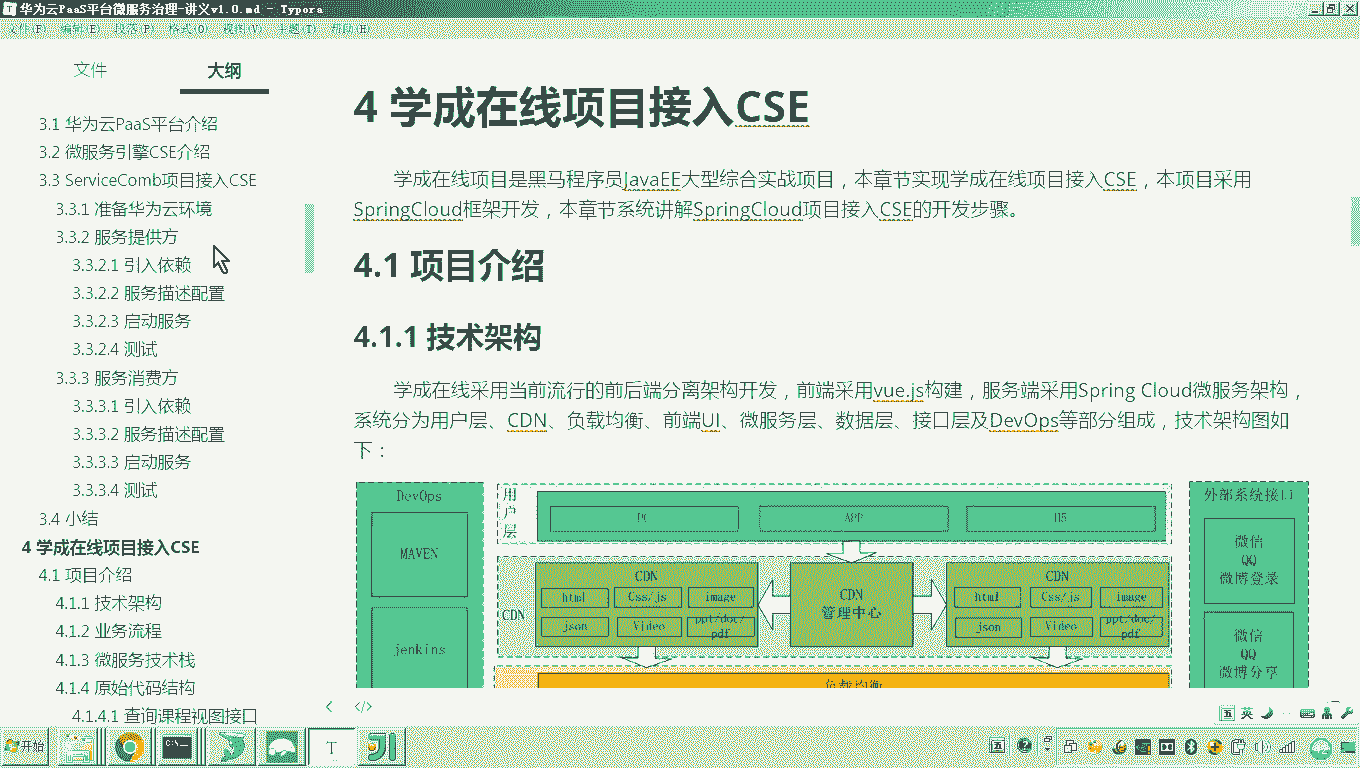 华为云PaaS平台微服务治理-讲义v1.0.md - Typora
文件(F) 编辑(E) 段落(P) 格式(O) 视图(V) 主题(T) 帮助(H)
文件 大纲
3.1 华为云PaaS平台介绍
3.2 微服务引擎CSE介绍
3.3 ServiceComb项目接入CSE
3.3.1 准备华为云环境
3.3.2 服务提供方
3.3.2.1 引入依赖
3.3.2.2 服务描述配置
3.3.2.3 启动服务
3.3.2.4 测试
3.3.3 服务消费方
3.3.3.1 引入依赖
3.3.3.2 服务描述配置
3.3.3.3 启动服务
3.3.3.4 测试
3.4 小结
4 学成在线项目接入CSE
4.1 项目介绍
4.1.1 技术架构
4.1.2 业务流程
4.1.3 微服务技术栈
4.1.4 原始代码结构
4.1.4.1 查询课程视图接口
4 学成在线项目接入CSE
学成在线项目是黑马程序员JavaEE大型综合实战项目，本章节实现学成在线项目接入CSE，本项目采用
SpringCloud框架开发，本章节系统讲解SpringCloud项目接入CSE的开发步骤。
4.1 项目介绍
4.1.1 技术架构
学成在线采用当前流行的前后端分离架构开发，前端采用vue.js构建，服务端采用Spring Cloud微服务架构，
系统分为用户层、CDN、负载均衡、前端UI、微服务层、数据层、接口层及DevOps等部分组成，技术架构图如
下：
DevOps
MAVEN
jenkins
用户层
PC APP H5
CDN
CDN
html Css/js image
json Video ppt/doc/pdf
CDN
管理中心
CDN
html Css/js image
json Video ppt/doc/pdf
负载均衡
外部系统接口
微信
QQ
微博登录
微信
QQ
微博分享
</>
英
开始